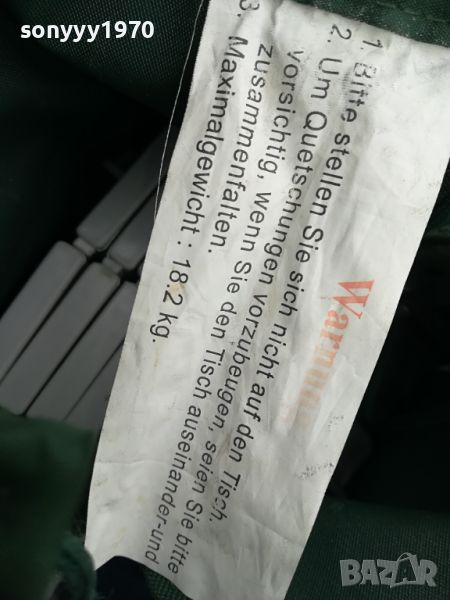 sonyyy1970
Warnung
1. Bitte stellen Sie sich nicht auf den Tisch.
2. Um Quetschungen vorzubeugen, seien Sie bitte
vorsichtig, wenn Sie den Tisch auseinander-und
zusammenfalten.
3. Maximalgewicht : 18.2 kg.
BAZAR